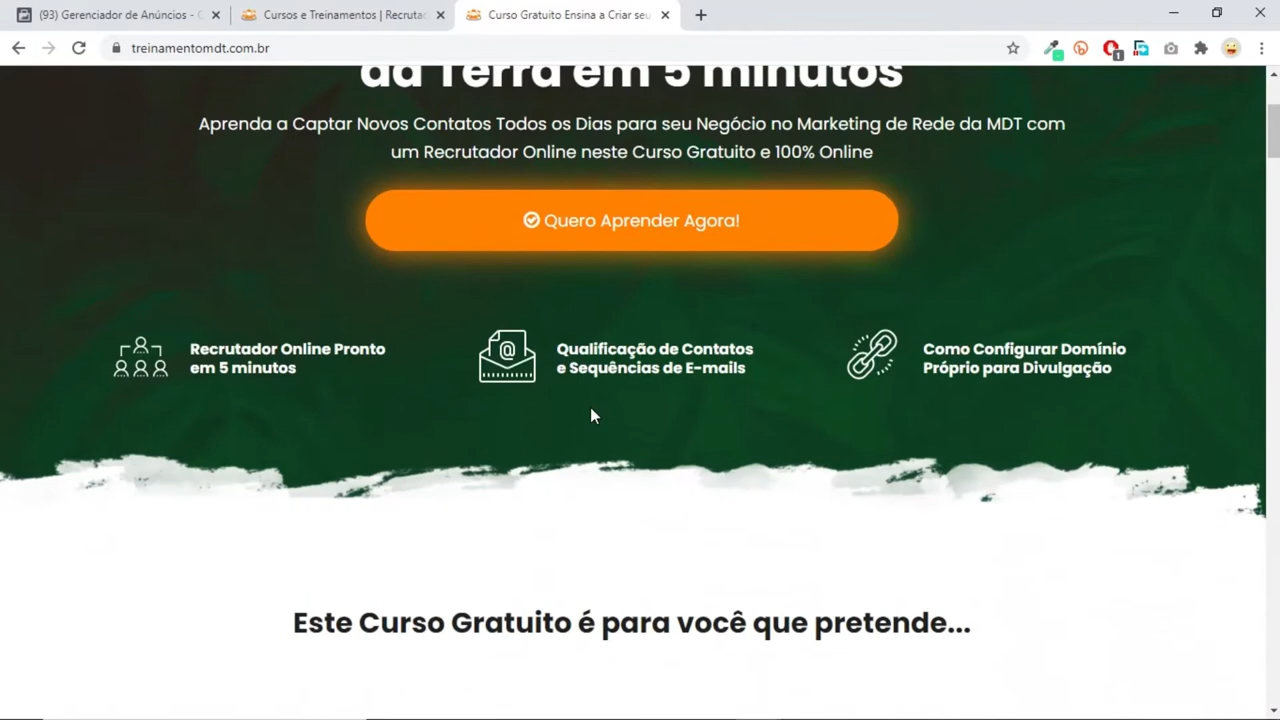 (93) Gerenciador de Anúncios -
Cursos e Treinamentos | Recruta
Curso Gratuito Ensina a Criar seu
treinamentomdt.com.br
1
da Terra em 5 minutos
Aprenda a Captar Novos Contatos Todos os Dias para seu Negócio no Marketing de Rede da MDT com
um Recrutador Online neste Curso Gratuito e 100% Online
Quero Aprender Agora!
Recrutador Online Pronto
em 5 minutos
@
Qualificação de Contatos
e Sequências de E-mails
Como Configurar Domínio
Próprio para Divulgação
Este Curso Gratuito é para você que pretende...